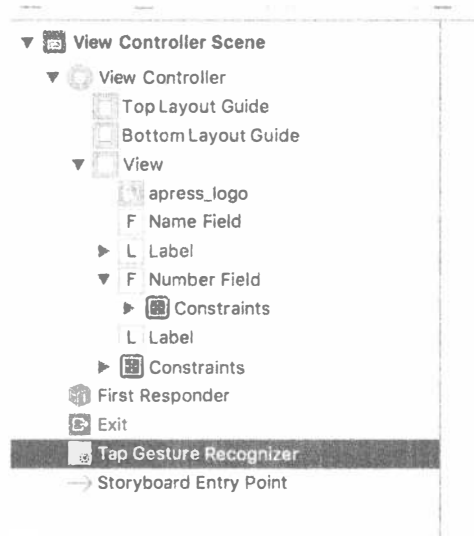 View Controller Scene
View Controller
Top Layout Guide
Bottom Layout Guide
View
apress_logo
F Name Field
L Label
F Number Field
Constraints
L Label
Constraints
First Responder
Exit
Tap Gesture Recognizer
Storyboard Entry Point